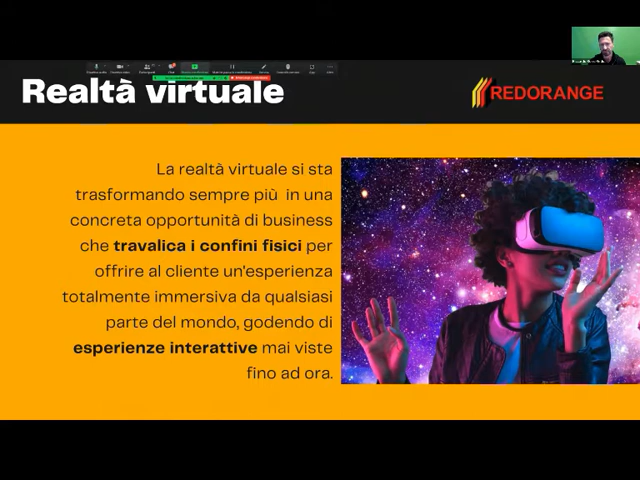 Realtà virtuale
REDORANGE
La realtà virtuale si sta
trasformando sempre più in una
concreta opportunità di business
che travalica i confini fisici per
offrire al cliente un'esperienza
totalmente immersiva da qualsiasi
parte del mondo, godendo di
esperienze interattive mai viste
fino ad ora.